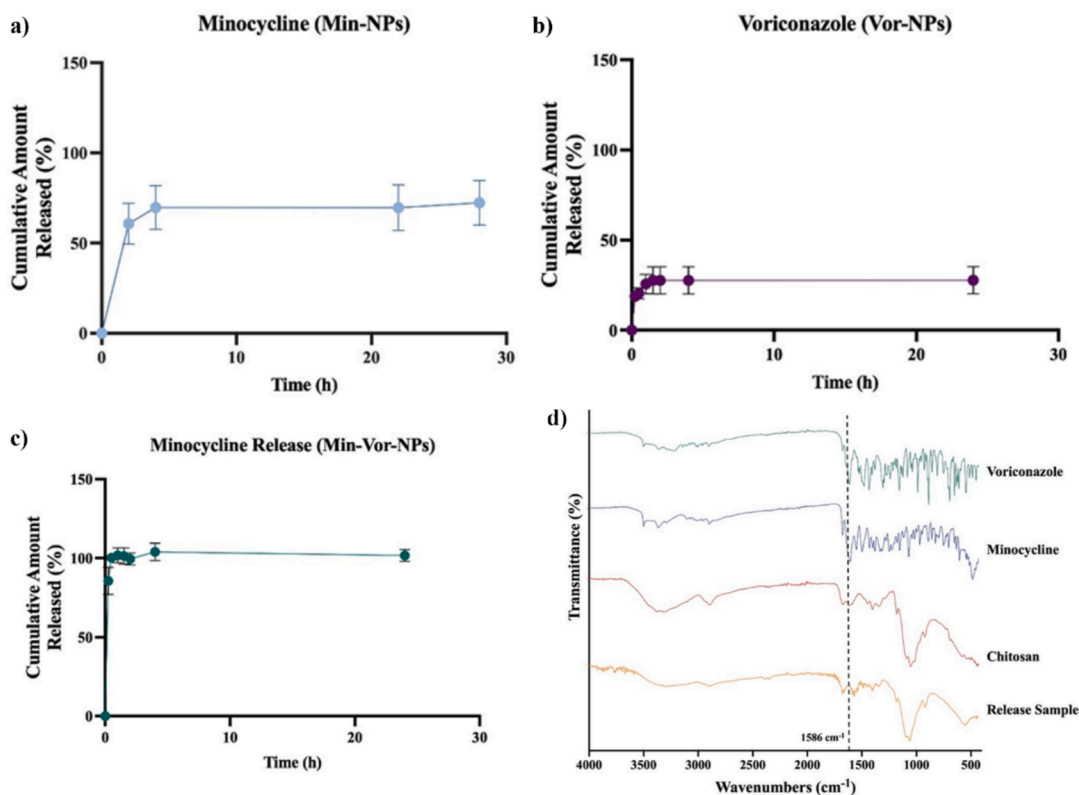 a)
Minocycline (Min-NPs)
150
100
50
0
Cumulative Amount
Released (%)
0
10
20
30
Time (h)
b)
Voriconazole (Vor-NPs)
150
100
50
0
Cumulative Amount
Released (%)
0
10
20
30
Time (h)
c)
Minocycline Release (Min-Vor-NPs)
150
100
50
0
Cumulative Amount
Released (%)
0
10
20
30
Time (h)
d)
Transmittance (%)
Voriconazole
Minocycline
Chitosan
Release Sample
1586 cm⁻¹
4000
3500
3000
2500
2000
1500
1000
500
Wavenumbers (cm⁻¹)